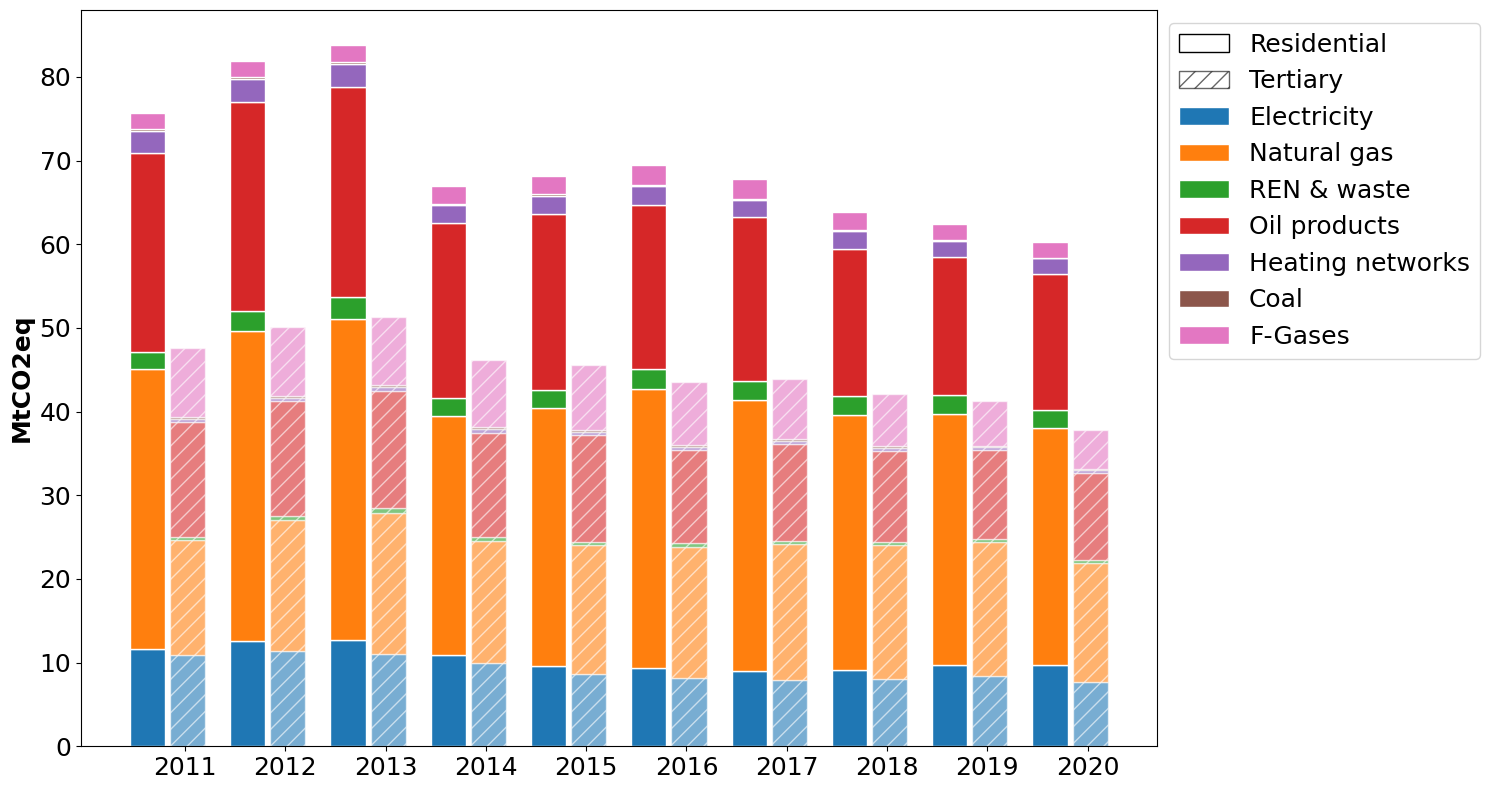 MtCO2eq
80
70
60
50
40
30
20
10
0
2011 2012 2013 2014 2015 2016 2017 2018 2019 2020
Residential
Tertiary
Electricity
Natural gas
REN & waste
Oil products
Heating networks
Coal
F-Gases